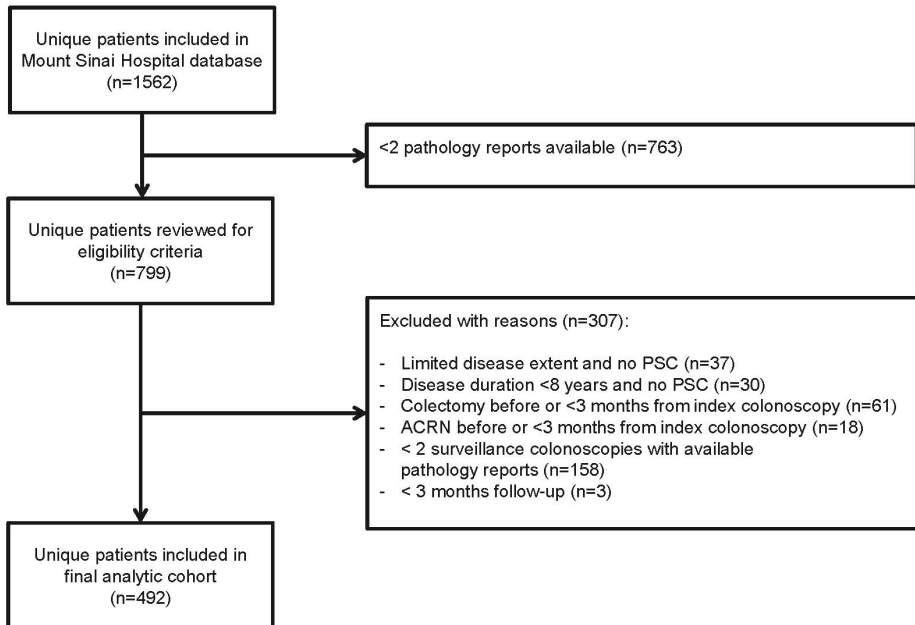 Unique patients included in
Mount Sinai Hospital database
(n=1562)
<2 pathology reports available (n=763)
Unique patients reviewed for
eligibility criteria
(n=799)
Excluded with reasons (n=307):
- Limited disease extent and no PSC (n=37)
- Disease duration <8 years and no PSC (n=30)
- Colectomy before or <3 months from index colonoscopy (n=61)
- ACRN before or <3 months from index colonoscopy (n=18)
- < 2 surveillance colonoscopies with available
pathology reports (n=158)
- < 3 months follow-up (n=3)
Unique patients included in
final analytic cohort
(n=492)